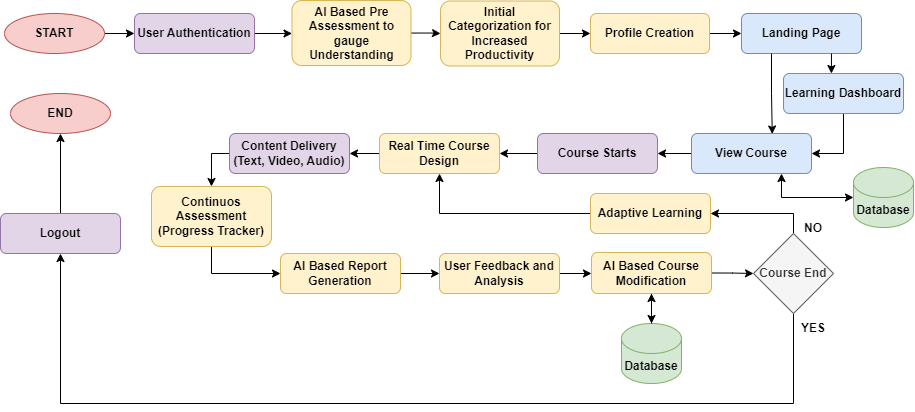 START
User Authentication
AI Based Pre
Assessment to
gauge
Understanding
Initial
Categorization for
Increased
Productivity
Profile Creation
Landing Page
Learning Dashboard
END
Content Delivery
(Text, Video, Audio)
Real Time Course
Design
Course Starts
View Course
Database
Continuos
Assessment
(Progress Tracker)
Adaptive Learning
NO
Logout
AI Based Report
Generation
User Feedback and
Analysis
AI Based Course
Modification
Course End
YES
Database